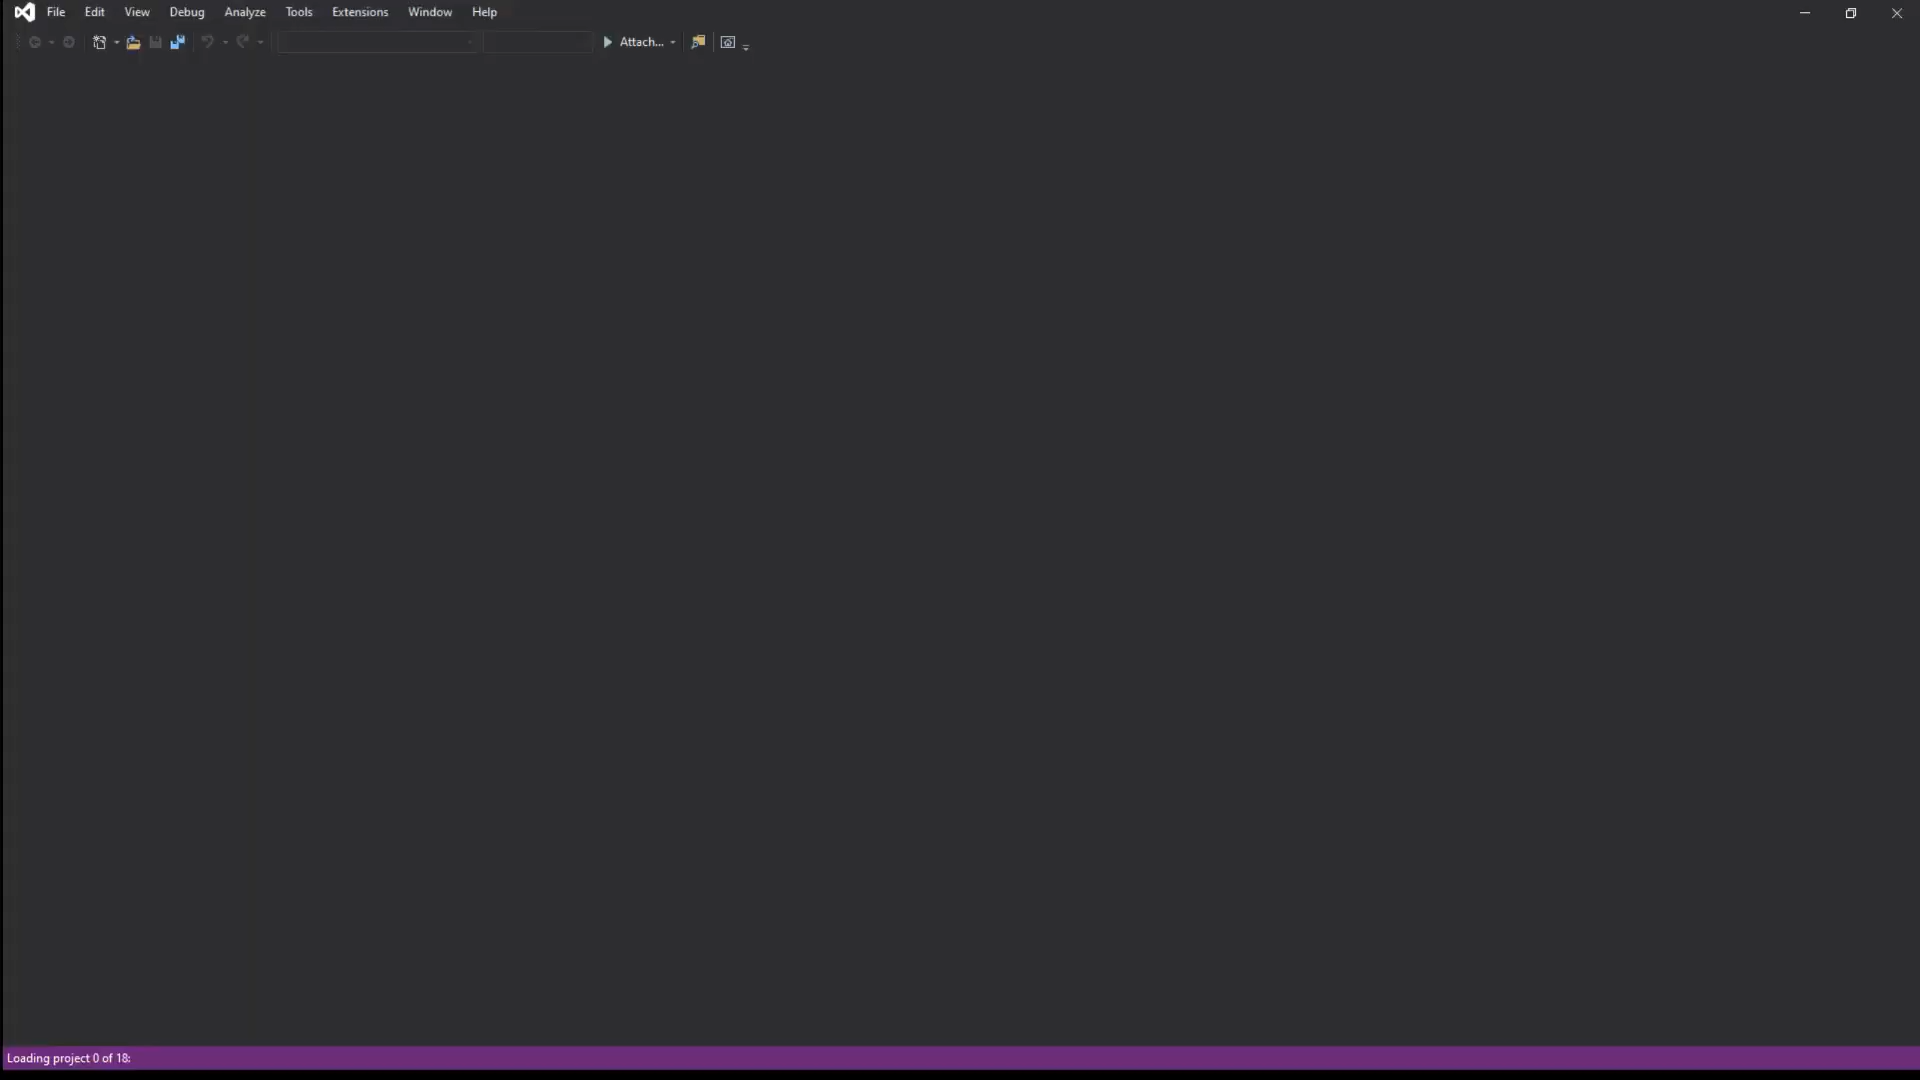 File Edit View Debug Analyze Tools Extensions Window Help
Attach...
Loading project 0 of 18: